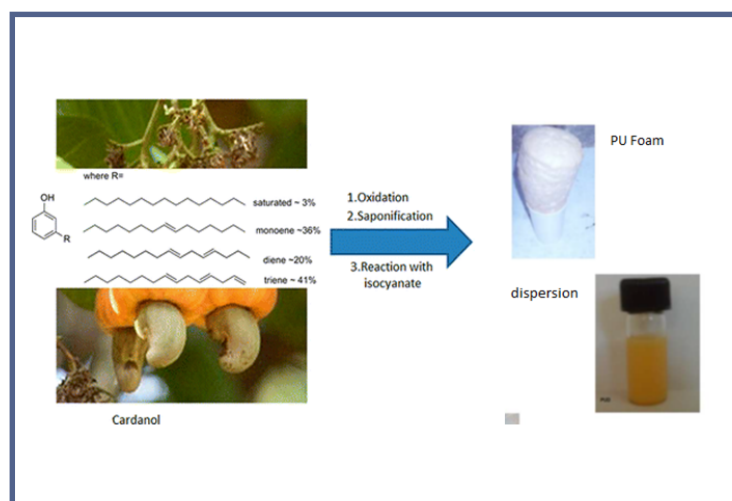 where R=
OH
R
saturated ~ 3%
monoene ~36%
diene ~20%
triene ~ 41%
Cardanol
1.Oxidation
2.Saponification
3.Reaction with
isocyanate
PU Foam
dispersion